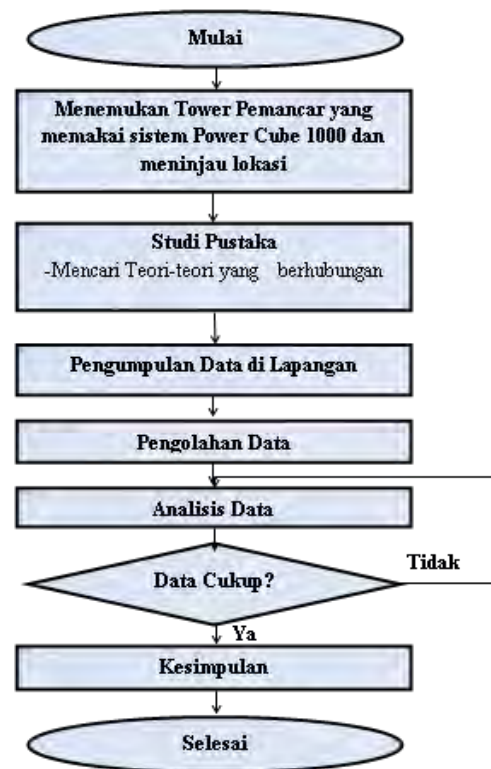 Mulai
Menemukan Tower Pemancar yang
memakai sistem Power Cube 1000 dan
meninjau lokasi
Studi Pustaka
-Mencari Teori-teori yang berhubungan
Pengumpulan Data di Lapangan
Pengolahan Data
Analisis Data
Data Cukup?
Tidak
Ya
Kesimpulan
Selesai